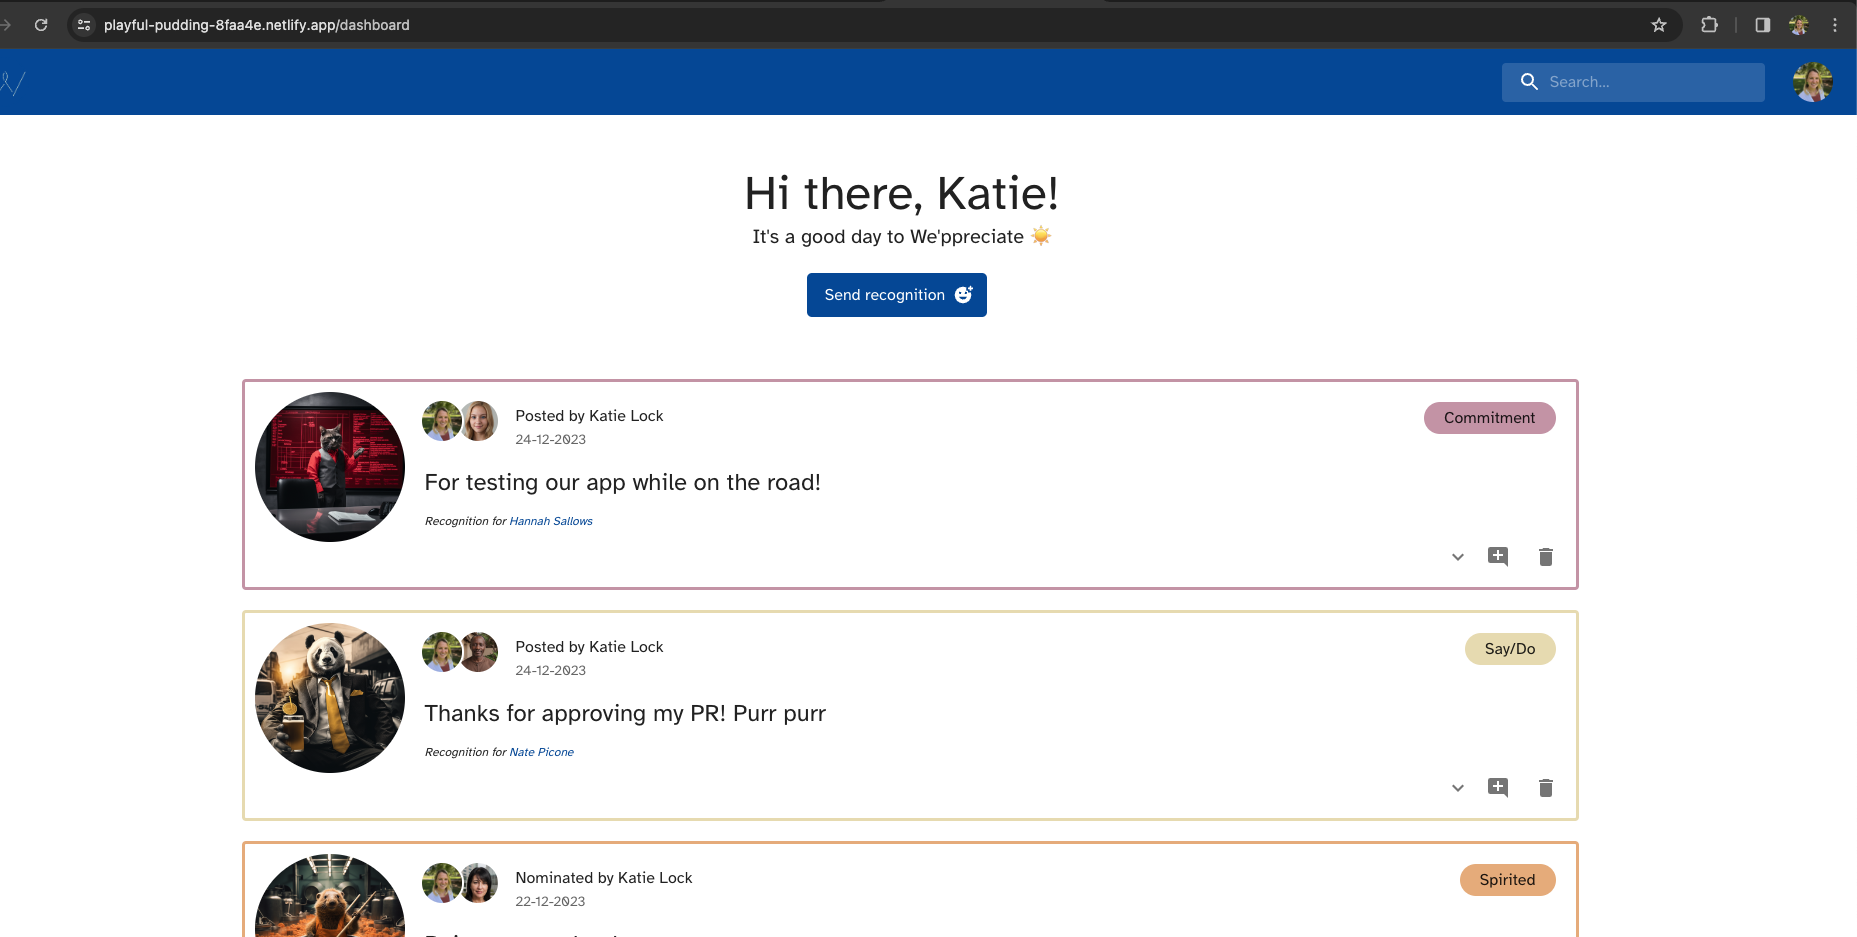 playful-pudding-8faa4e.netlify.app/dashboard
Search...
Hi there, Katie!
It's a good day to We'ppreciate ☀️
Send recognition
Posted by Katie Lock
Commitment
24-12-2023
For testing our app while on the road!
Recognition for Hannah Sallows
Posted by Katie Lock
Say/Do
24-12-2023
Thanks for approving my PR! Purr purr
Recognition for Nate Picone
Nominated by Katie Lock
Spirited
22-12-2023